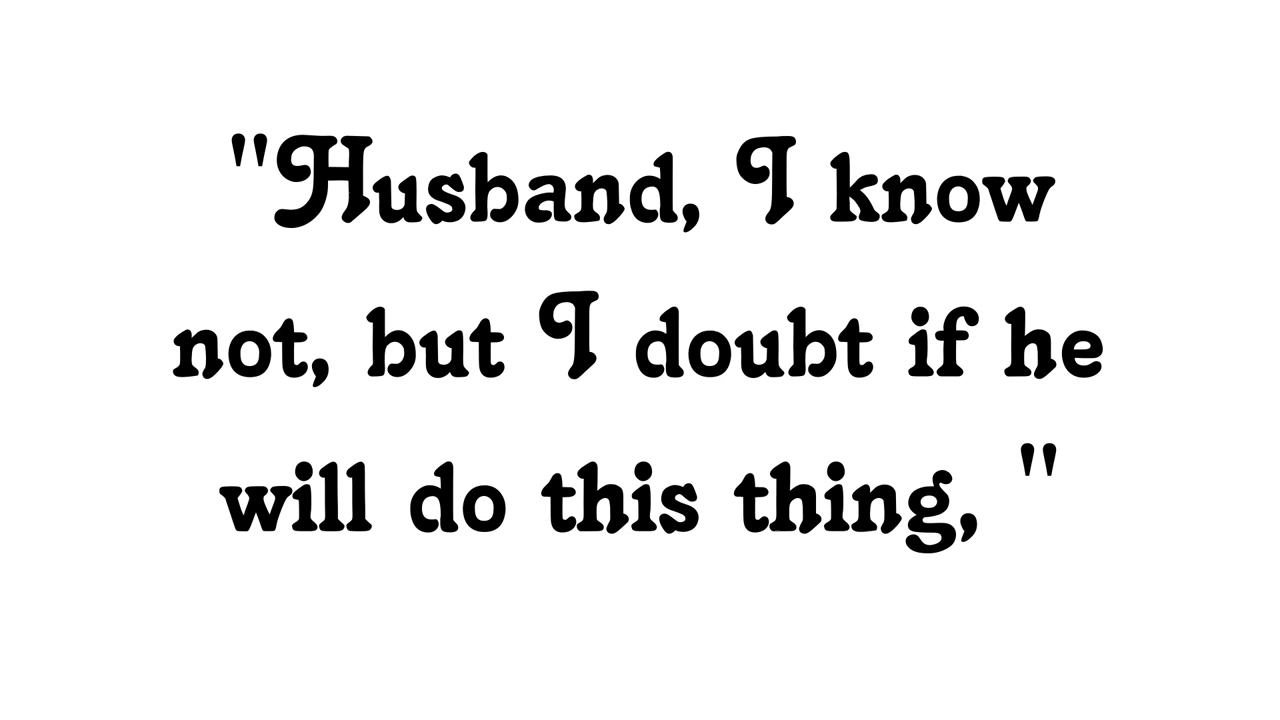 "Husband, I know
not, but I doubt if he
will do this thing, "